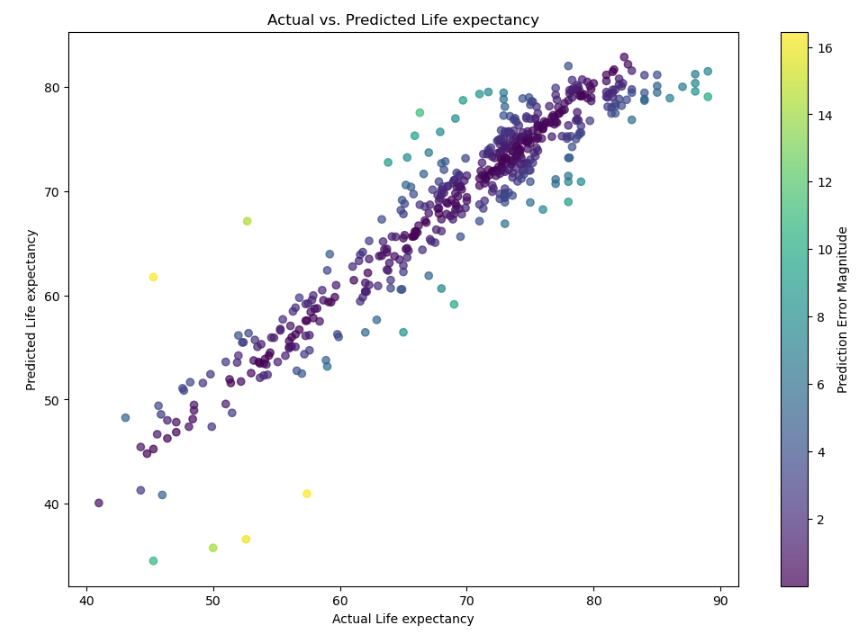 Actual vs. Predicted Life expectancy
80
70
60
50
40
Predicted Life expectancy
40 50 60 70 80 90
Actual Life expectancy
16
14
12
10
8
6
4
2
Prediction Error Magnitude